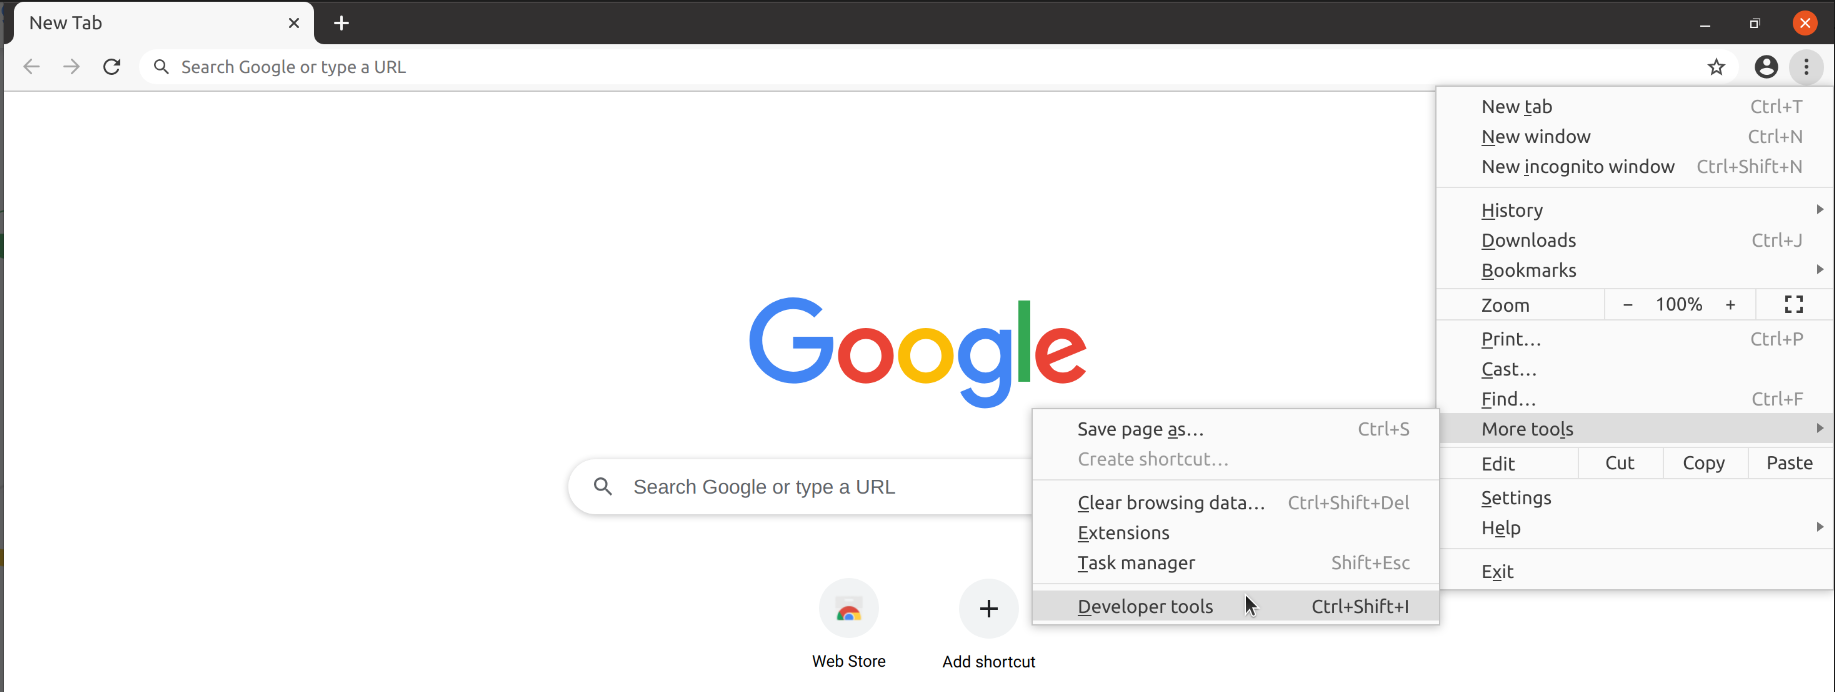 New Tab
Search Google or type a URL
New tab Ctrl+T
New window Ctrl+N
New incognito window Ctrl+Shift+N
History
Downloads Ctrl+J
Bookmarks
Zoom − 100% +
Print… Ctrl+P
Cast…
Find… Ctrl+F
More tools
Edit Cut Copy Paste
Settings
Help
Exit
Google
Save page as… Ctrl+S
Create shortcut…
Clear browsing data… Ctrl+Shift+Del
Extensions
Task manager Shift+Esc
Developer tools Ctrl+Shift+I
Search Google or type a URL
Web Store
Add shortcut